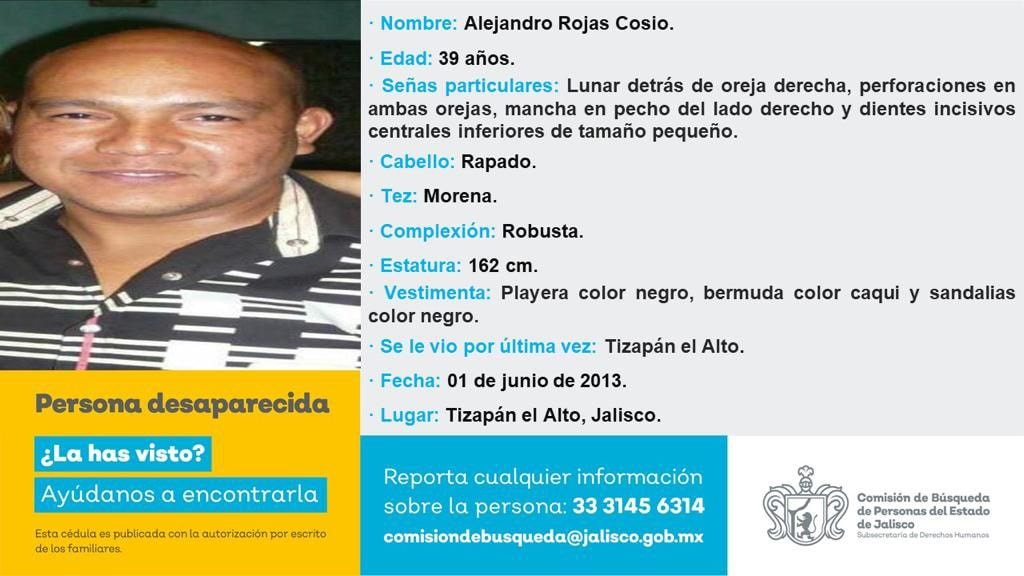 · Nombre: Alejandro Rojas Cosio.
· Edad: 39 años.
· Señas particulares: Lunar detrás de oreja derecha, perforaciones en
ambas orejas, mancha en pecho del lado derecho y dientes incisivos
centrales inferiores de tamaño pequeño.
· Cabello: Rapado.
· Tez: Morena.
· Complexión: Robusta.
· Estatura: 162 cm.
· Vestimenta: Playera color negro, bermuda color caqui y sandalias
color negro.
· Se le vio por última vez: Tizapán el Alto.
· Fecha: 01 de junio de 2013.
· Lugar: Tizapán el Alto, Jalisco.
Persona desaparecida
¿La has visto?
Ayúdanos a encontrarla
Esta cédula es publicada con la autorización por escrito
de los familiares.
Reporta cualquier información
sobre la persona: 33 3145 6314
comisiondebusqueda@jalisco.gob.mx
Comisión de Búsqueda
de Personas del Estado
de Jalisco
Subsecretaría de Derechos Humanos